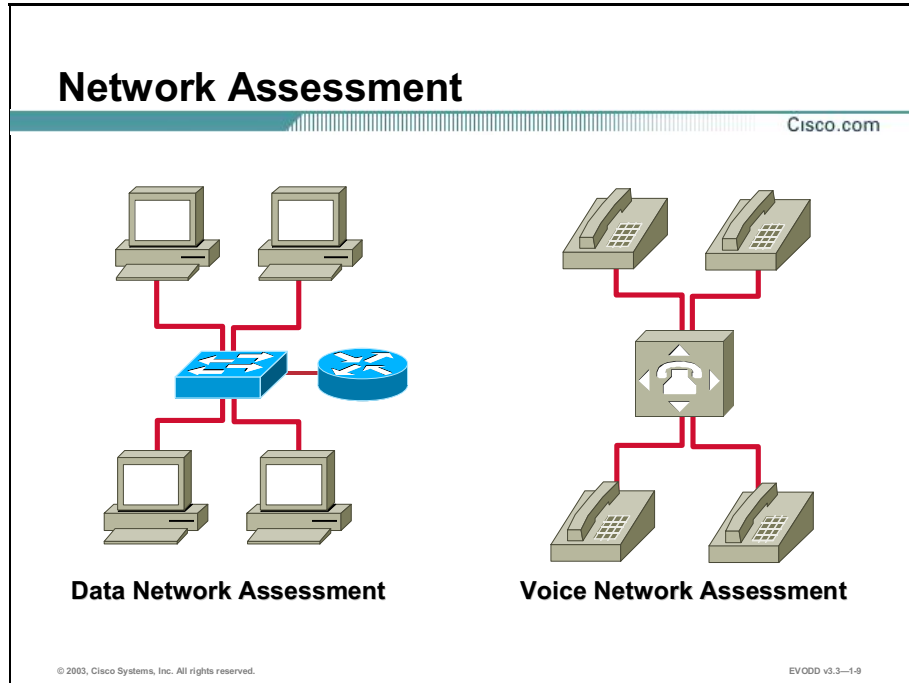 Network Assessment
Cisco.com
Data Network Assessment
Voice Network Assessment
© 2003, Cisco Systems, Inc. All rights reserved.
EVODD v3.3—1-9